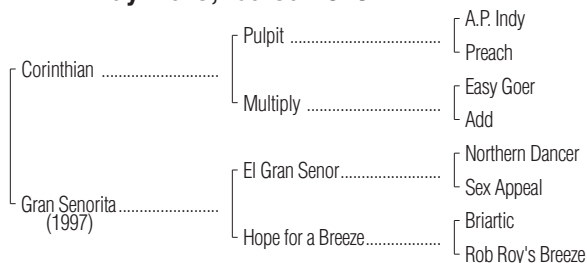 Pulpit
A.P. Indy
Preach
Corinthian
Multiply
Easy Goer
Add
El Gran Senor
Northern Dancer
Sex Appeal
Gran Senorita
(1997)
Hope for a Breeze
Briartic
Rob Roy's Breeze